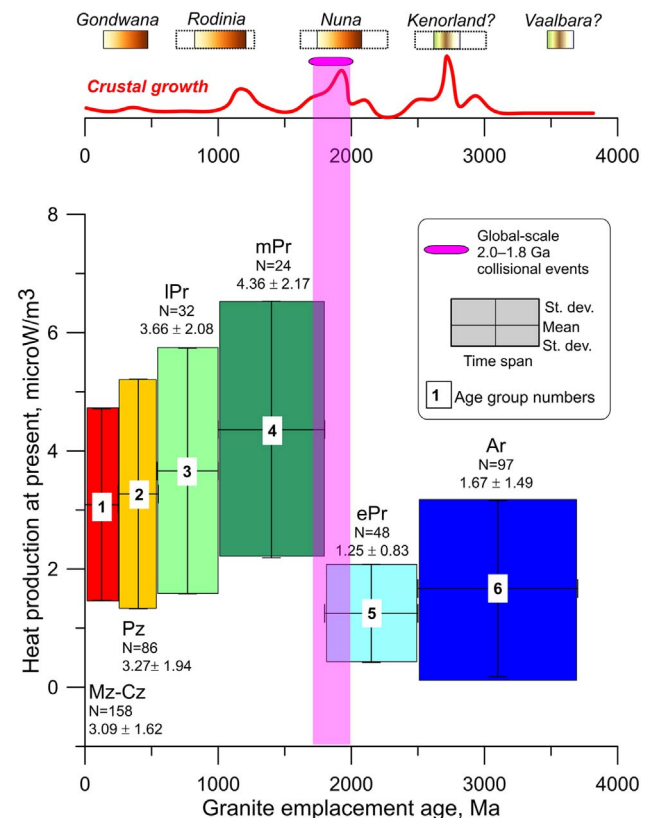 Gondwana Rodinia Nuna Kenorland? Vaalbara?
Crustal growth
0 1000 2000 3000 4000
8
6
4
2
0
Heat production at present, microW/m3
mPr
N=24
4.36 ± 2.17
lPr
N=32
3.66 ± 2.08
Global-scale
2.0–1.8 Ga
collisional events
St. dev.
Mean
St. dev.
Time span
1 Age group numbers
1
2
3
4
5
6
Ar
N=97
1.67 ± 1.49
ePr
N=48
1.25 ± 0.83
Pz
N=86
3.27± 1.94
Mz-Cz
N=158
3.09 ± 1.62
0 1000 2000 3000 4000
Granite emplacement age, Ma